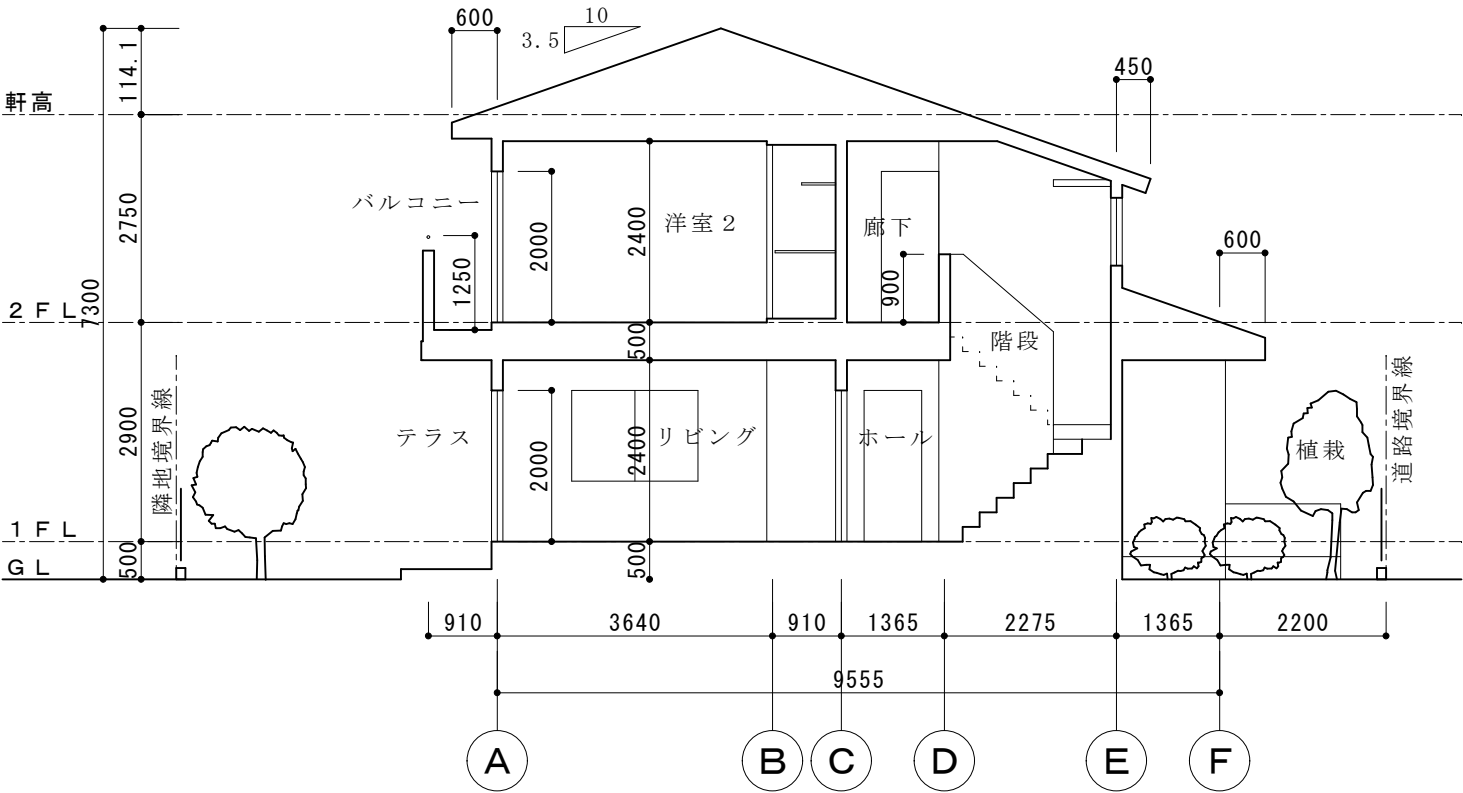 600
10
3.5
450
軒高
114.1
2750
7300
バルコニー
洋室２
廊下
2000
2400
1250
900
600
２ＦＬ
500
階段
隣地境界線
道路境界線
2900
テラス
リビング
ホール
植栽
2000
2400
１ＦＬ
500
500
ＧＬ
910
3640
910
1365
2275
1365
2200
9555
A
B
C
D
E
F